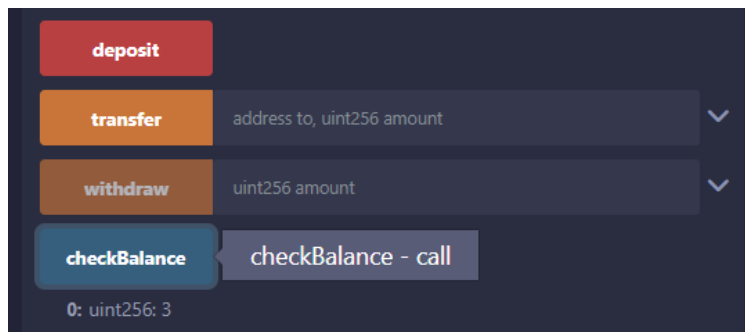 deposit
transfer address to, uint256 amount
withdraw uint256 amount
checkBalance checkBalance - call
0: uint256: 3